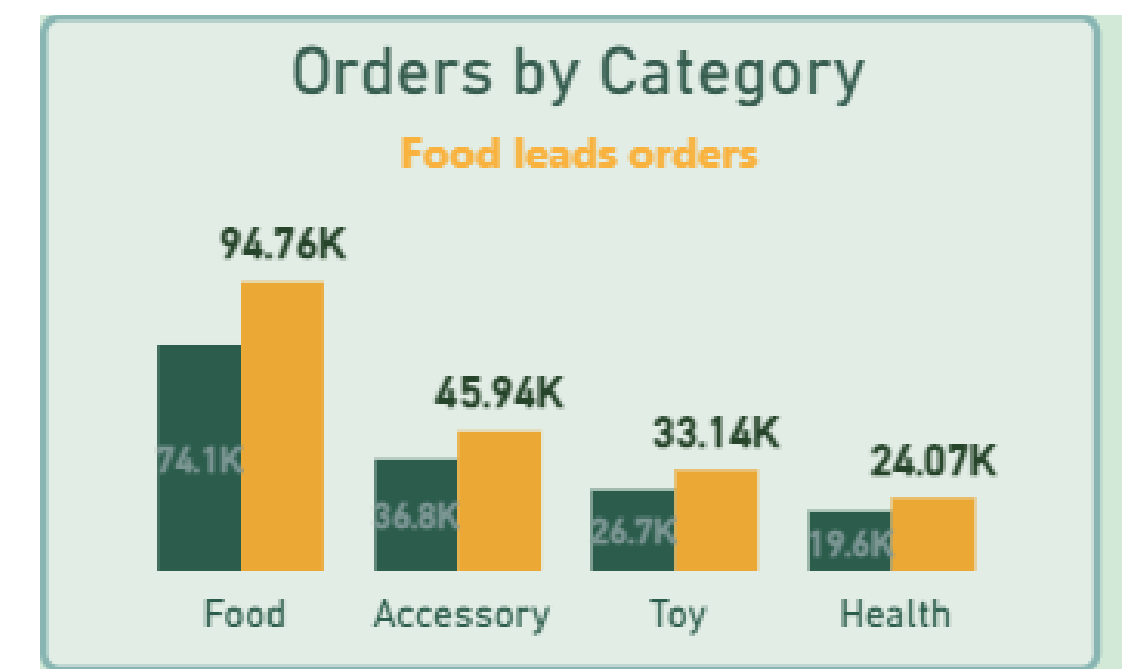 Orders by Category
Food leads orders
94.76K
74.1K
45.94K
36.8K
33.14K
26.7K
24.07K
19.6K
Food Accessory Toy Health